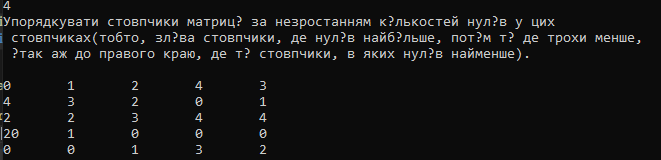 4
Упорядкувати стовпчики матриц? за незростанням к?лькостей нул?в у цих
стовпчиках(тобто, зл?ва стовпчики, де нул?в найб?льше, пот?м т? де трохи менше,
?так аж до правого краю, де т? стовпчики, в яких нул?в найменше).
0 1 2 4 3
4 3 2 0 1
2 2 3 4 4
20 1 0 0 0
0 0 1 3 2